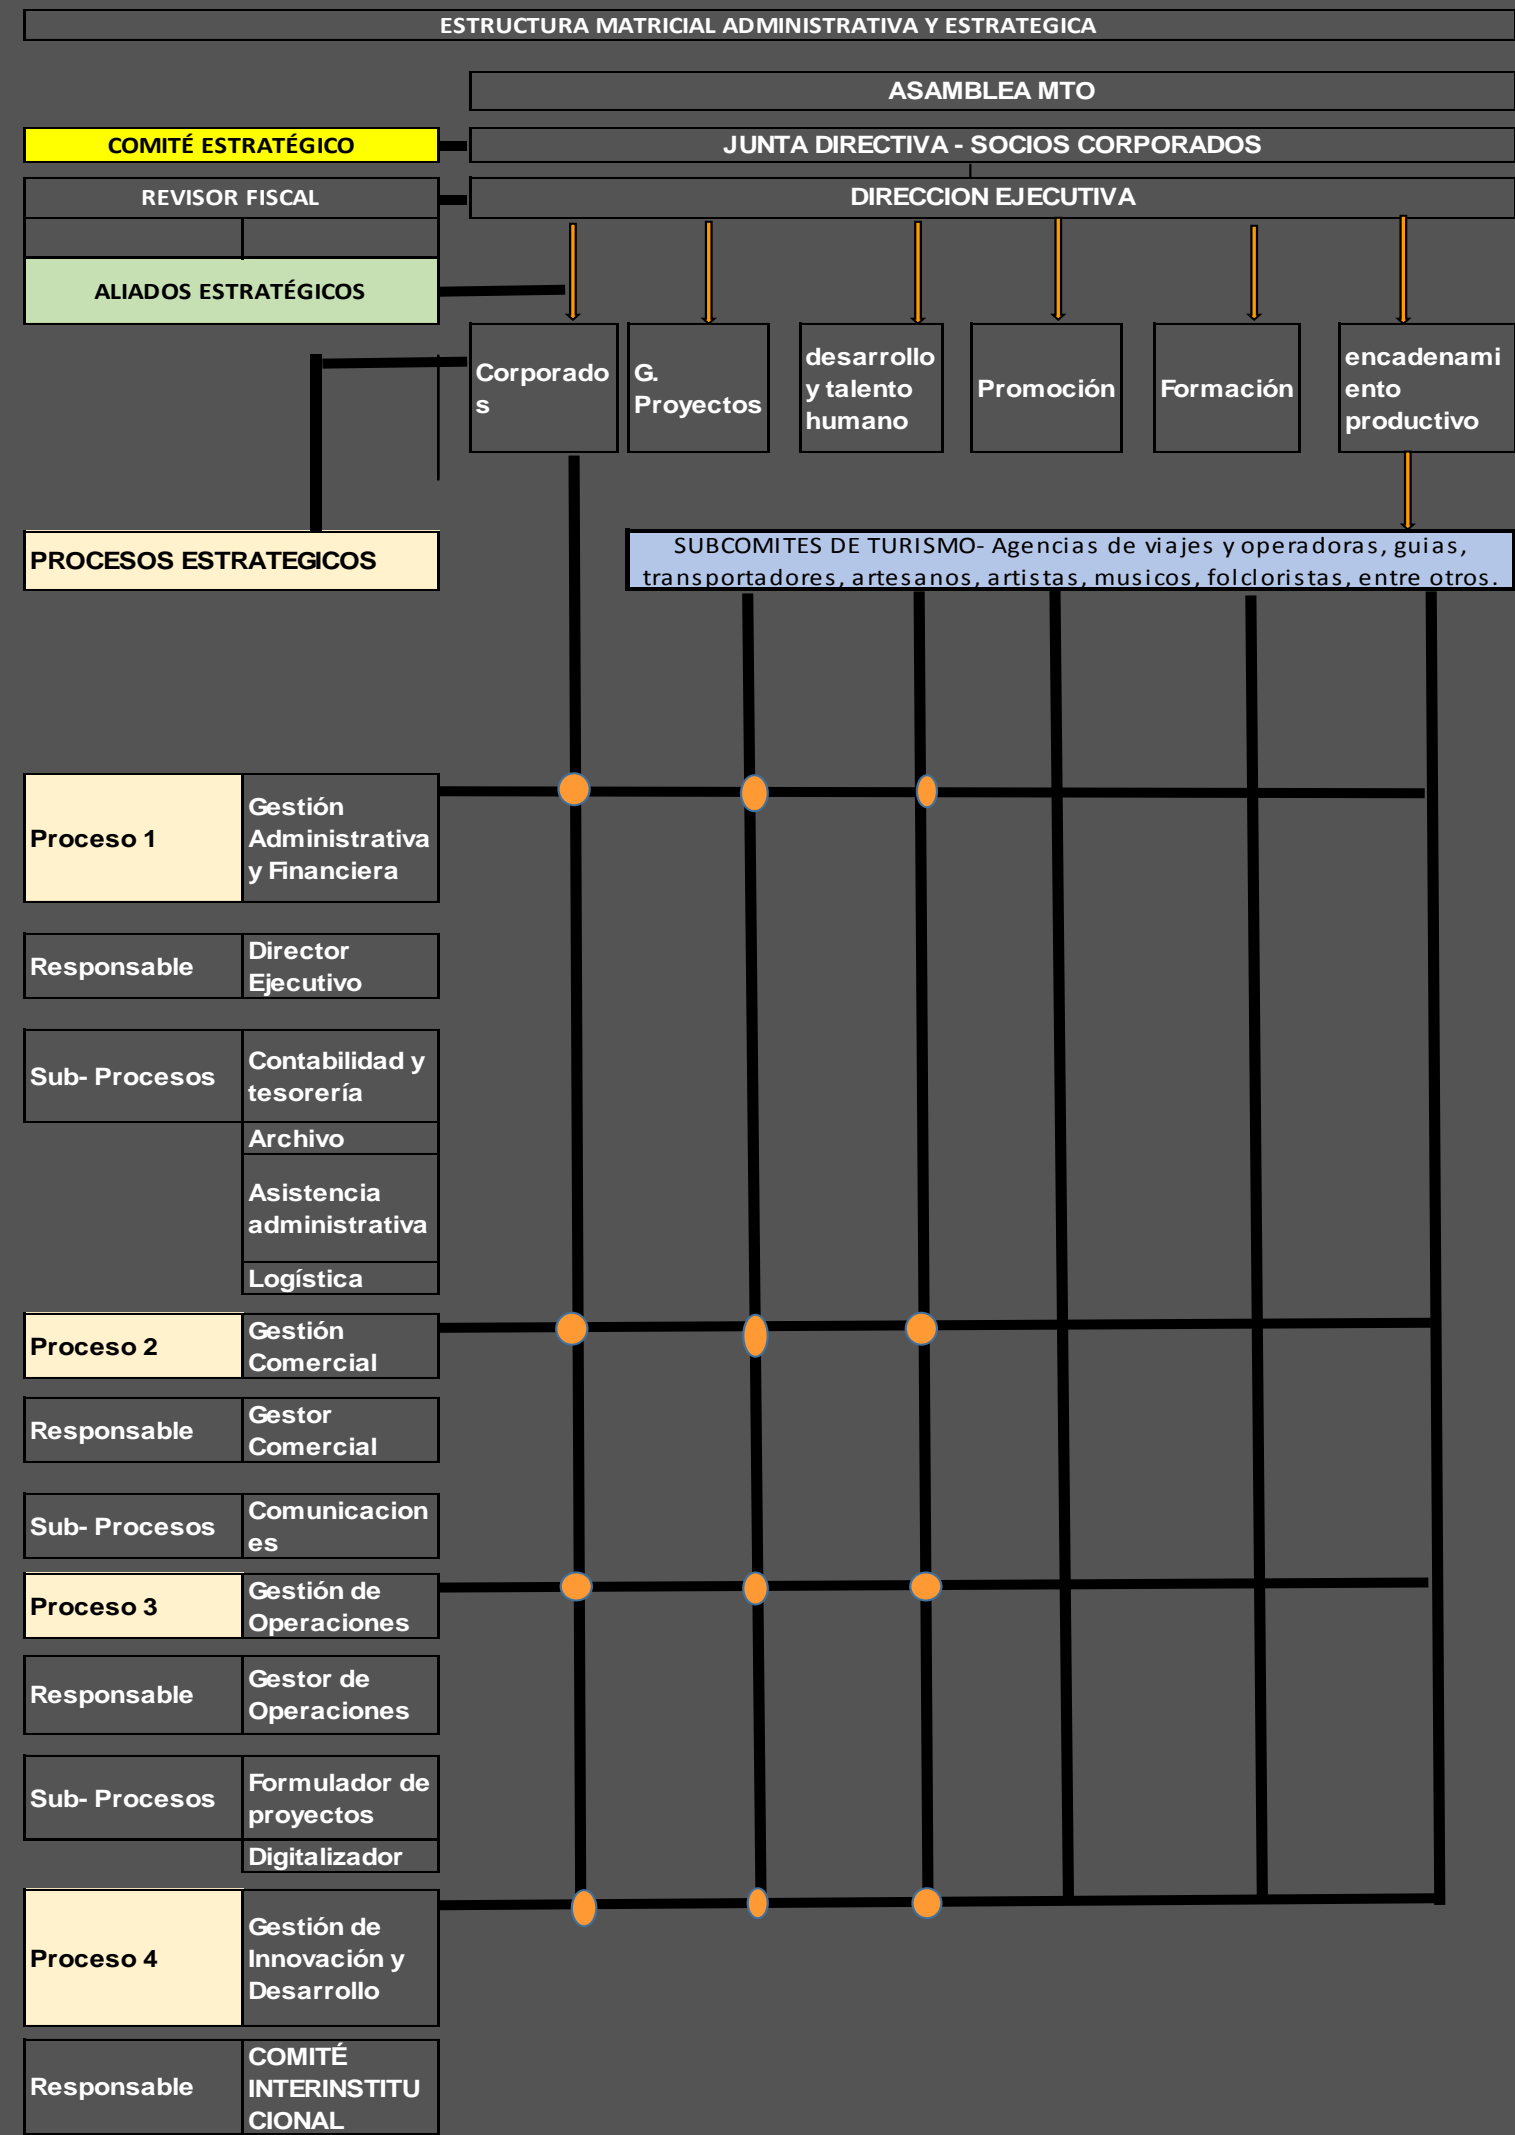 ESTRUCTURA MATRICIAL ADMINISTRATIVA Y ESTRATEGICA
ASAMBLEA MTO
COMITÉ ESTRATÉGICO
JUNTA DIRECTIVA - SOCIOS CORPORADOS
REVISOR FISCAL
DIRECCION EJECUTIVA
ALIADOS ESTRATÉGICOS
Corporado
s
G.
Proyectos
desarrollo
y talento
humano
Promoción
Formación
encadenami
ento
productivo
PROCESOS ESTRATEGICOS
SUBCOMITES DE TURISMO- Agencias de viajes y operadoras, guias,
transportadores, artesanos, artistas, musicos, folcloristas, entre otros.
Proceso 1
Gestión
Administrativa
y Financiera
Responsable
Director
Ejecutivo
Sub- Procesos
Contabilidad y
tesorería
Archivo
Asistencia
administrativa
Logística
Proceso 2
Gestión
Comercial
Responsable
Gestor
Comercial
Sub- Procesos
Comunicacion
es
Proceso 3
Gestión de
Operaciones
Responsable
Gestor de
Operaciones
Sub- Procesos
Formulador de
proyectos
Digitalizador
Proceso 4
Gestión de
Innovación y
Desarrollo
Responsable
COMITÉ
INTERINSTITU
CIONAL